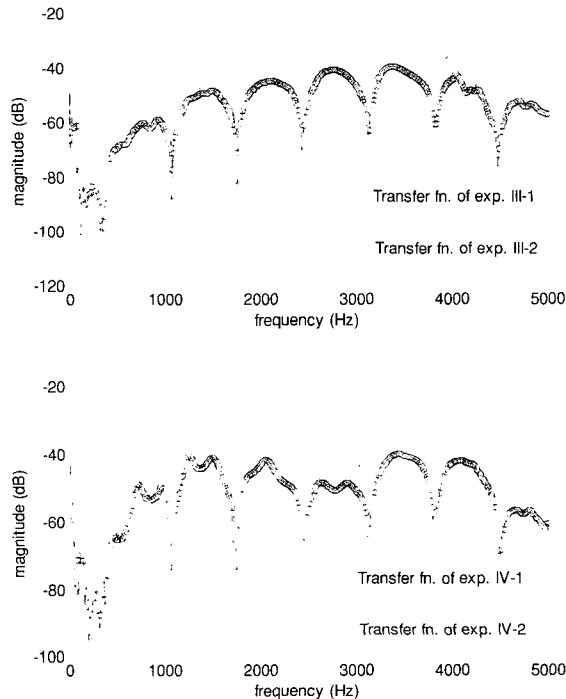 -20
-40
-60
-80
-100
-120
magnitude (dB)
Transfer fn. of exp. III-1
Transfer fn. of exp. III-2
0 1000 2000 3000 4000 5000
frequency (Hz)
-20
-40
-60
-80
-100
magnitude (dB)
Transfer fn. of exp. IV-1
Transfer fn. of exp. IV-2
0 1000 2000 3000 4000 5000
frequency (Hz)